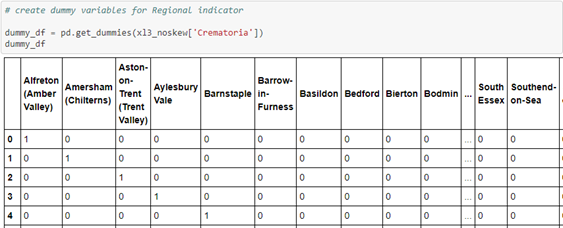 # create dummy variables for Regional indicator
dummy_df = pd.get_dummies(xl3_noskew['Crematoria'])
dummy_df
Alfreton (Amber Valley) Amersham (Chilterns) Aston-on-Trent (Trent Valley) Aylesbury Vale Barnstaple Barrow-in-Furness Basildon Bedford Bierton Bodmin ... South Essex Southend-on-Sea
0 1 0 0 0 0 0 0 0 0 0 ... 0 0
1 0 1 0 0 0 0 0 0 0 0 ... 0 0
2 0 0 1 0 0 0 0 0 0 0 ... 0 0
3 0 0 0 1 0 0 0 0 0 0 ... 0 0
4 0 0 0 0 1 0 0 0 0 0 ... 0 0